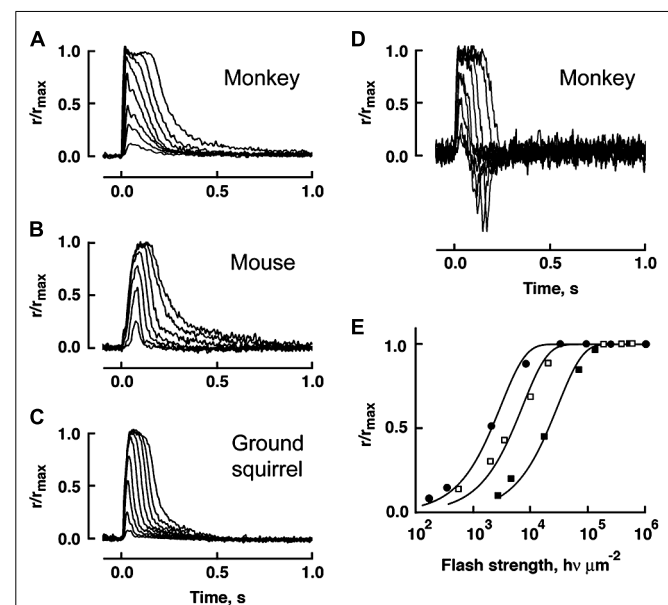 A
r/rmax
1.0
0.5
0.0
Monkey
0.0 0.5 1.0
Time, s
B
r/rmax
1.0
0.5
0.0
Mouse
0.0 0.5 1.0
Time, s
C
r/rmax
1.0
0.5
0.0
Ground
squirrel
0.0 0.5 1.0
Time, s
D
r/rmax
1.0
0.5
0.0
Monkey
0.0 0.5 1.0
Time, s
E
r/rmax
1.0
0.5
0.0
10² 10³ 10⁴ 10⁵ 10⁶
Flash strength, hν μm⁻²